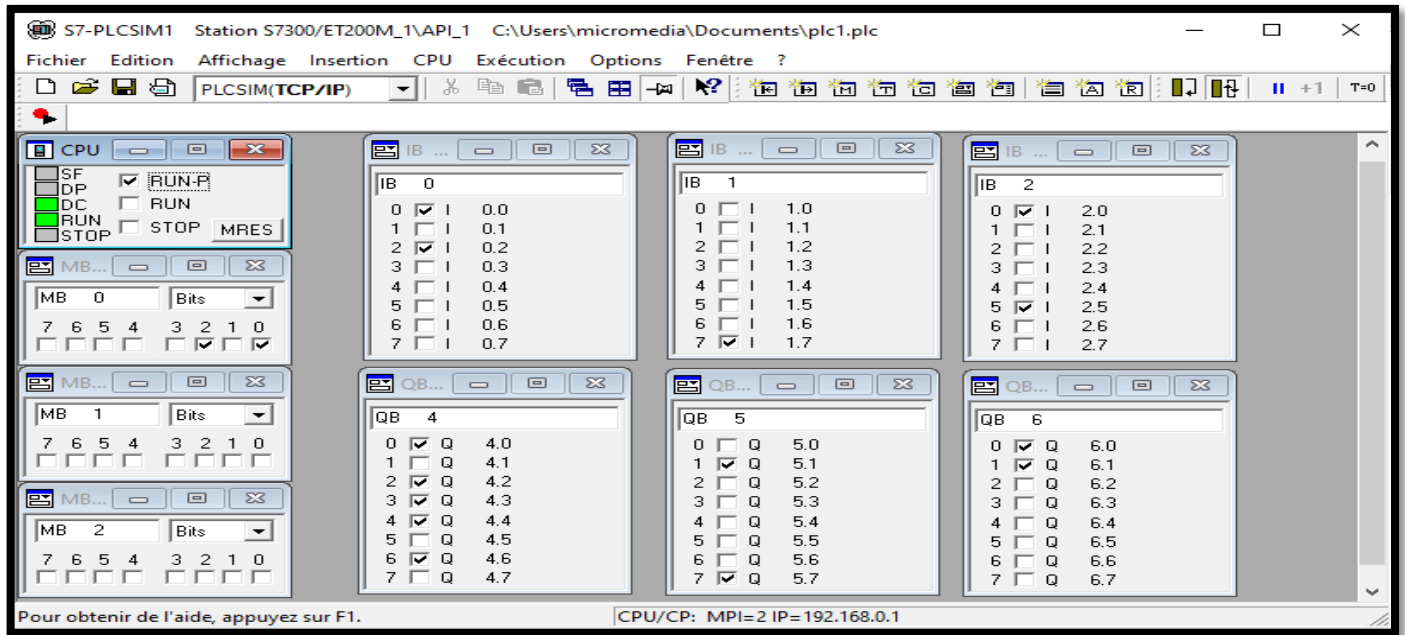 S7-PLCSIM1 Station S7300/ET200M_1\API_1 C:\Users\micromedia\Documents\plc1.plc
Fichier Edition Affichage Insertion CPU Exécution Options Fenêtre ?
PLCSIM(TCP/IP) +1 T=0
CPU
SF
DP
DC
RUN
STOP
RUN-P
RUN
STOP MRES
IB ...
IB 0
0 I 0.0
1 I 0.1
2 I 0.2
3 I 0.3
4 I 0.4
5 I 0.5
6 I 0.6
7 I 0.7
IB ...
IB 1
0 I 1.0
1 I 1.1
2 I 1.2
3 I 1.3
4 I 1.4
5 I 1.5
6 I 1.6
7 I 1.7
IB ...
IB 2
0 I 2.0
1 I 2.1
2 I 2.2
3 I 2.3
4 I 2.4
5 I 2.5
6 I 2.6
7 I 2.7
MB...
MB 0 Bits
7 6 5 4 3 2 1 0
MB...
MB 1 Bits
7 6 5 4 3 2 1 0
MB...
MB 2 Bits
7 6 5 4 3 2 1 0
QB...
QB 4
0 Q 4.0
1 Q 4.1
2 Q 4.2
3 Q 4.3
4 Q 4.4
5 Q 4.5
6 Q 4.6
7 Q 4.7
QB...
QB 5
0 Q 5.0
1 Q 5.1
2 Q 5.2
3 Q 5.3
4 Q 5.4
5 Q 5.5
6 Q 5.6
7 Q 5.7
QB...
QB 6
0 Q 6.0
1 Q 6.1
2 Q 6.2
3 Q 6.3
4 Q 6.4
5 Q 6.5
6 Q 6.6
7 Q 6.7
Pour obtenir de l'aide, appuyez sur F1. CPU/CP: MPI=2 IP=192.168.0.1